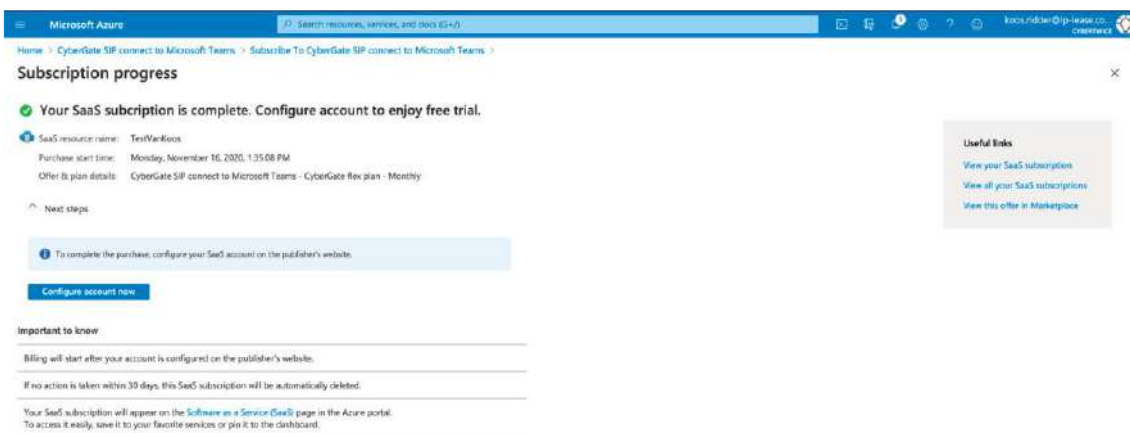 Microsoft Azure
Search resources, services, and docs (G+/)
koos.ridder@ip-lease.co...
CYBERTWICE
Home > CyberGate SIP connect to Microsoft Teams > Subscribe To CyberGate SIP connect to Microsoft Teams >
Subscription progress
Your SaaS subcription is complete. Configure account to enjoy free trial.
SaaS resource name: TestVanKoos
Purchase start time: Monday, November 16, 2020, 1:35:08 PM
Offer & plan details: CyberGate SIP connect to Microsoft Teams - CyberGate flex plan - Monthly
Next steps
To complete the purchase, configure your SaaS account on the publisher's website.
Configure account now
Important to know
Billing will start after your account is configured on the publisher's website.
If no action is taken within 30 days, this SaaS subscription will be automatically deleted.
Your SaaS subscription will appear on the Software as a Service (SaaS) page in the Azure portal.
To access it easily, save it to your favorite services or pin it to the dashboard.
Useful links
View your SaaS subscription
View all your SaaS subscriptions
View this offer in Marketplace